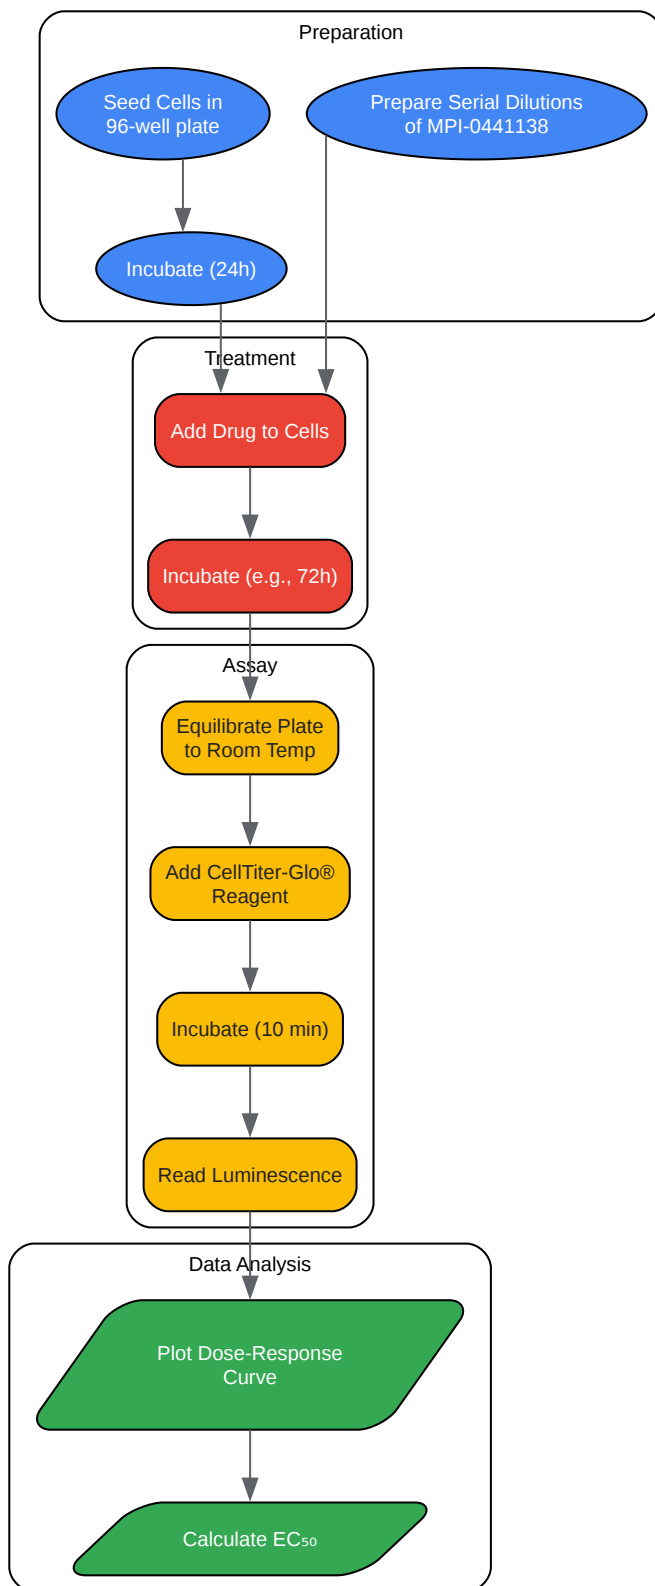 Preparation
Seed Cells in
96-well plate
Prepare Serial Dilutions
of MPI-0441138
Incubate (24h)
Treatment
Add Drug to Cells
Incubate (e.g., 72h)
Assay
Equilibrate Plate
to Room Temp
Add CellTiter-Glo®
Reagent
Incubate (10 min)
Read Luminescence
Data Analysis
Plot Dose-Response
Curve
Calculate EC₅₀